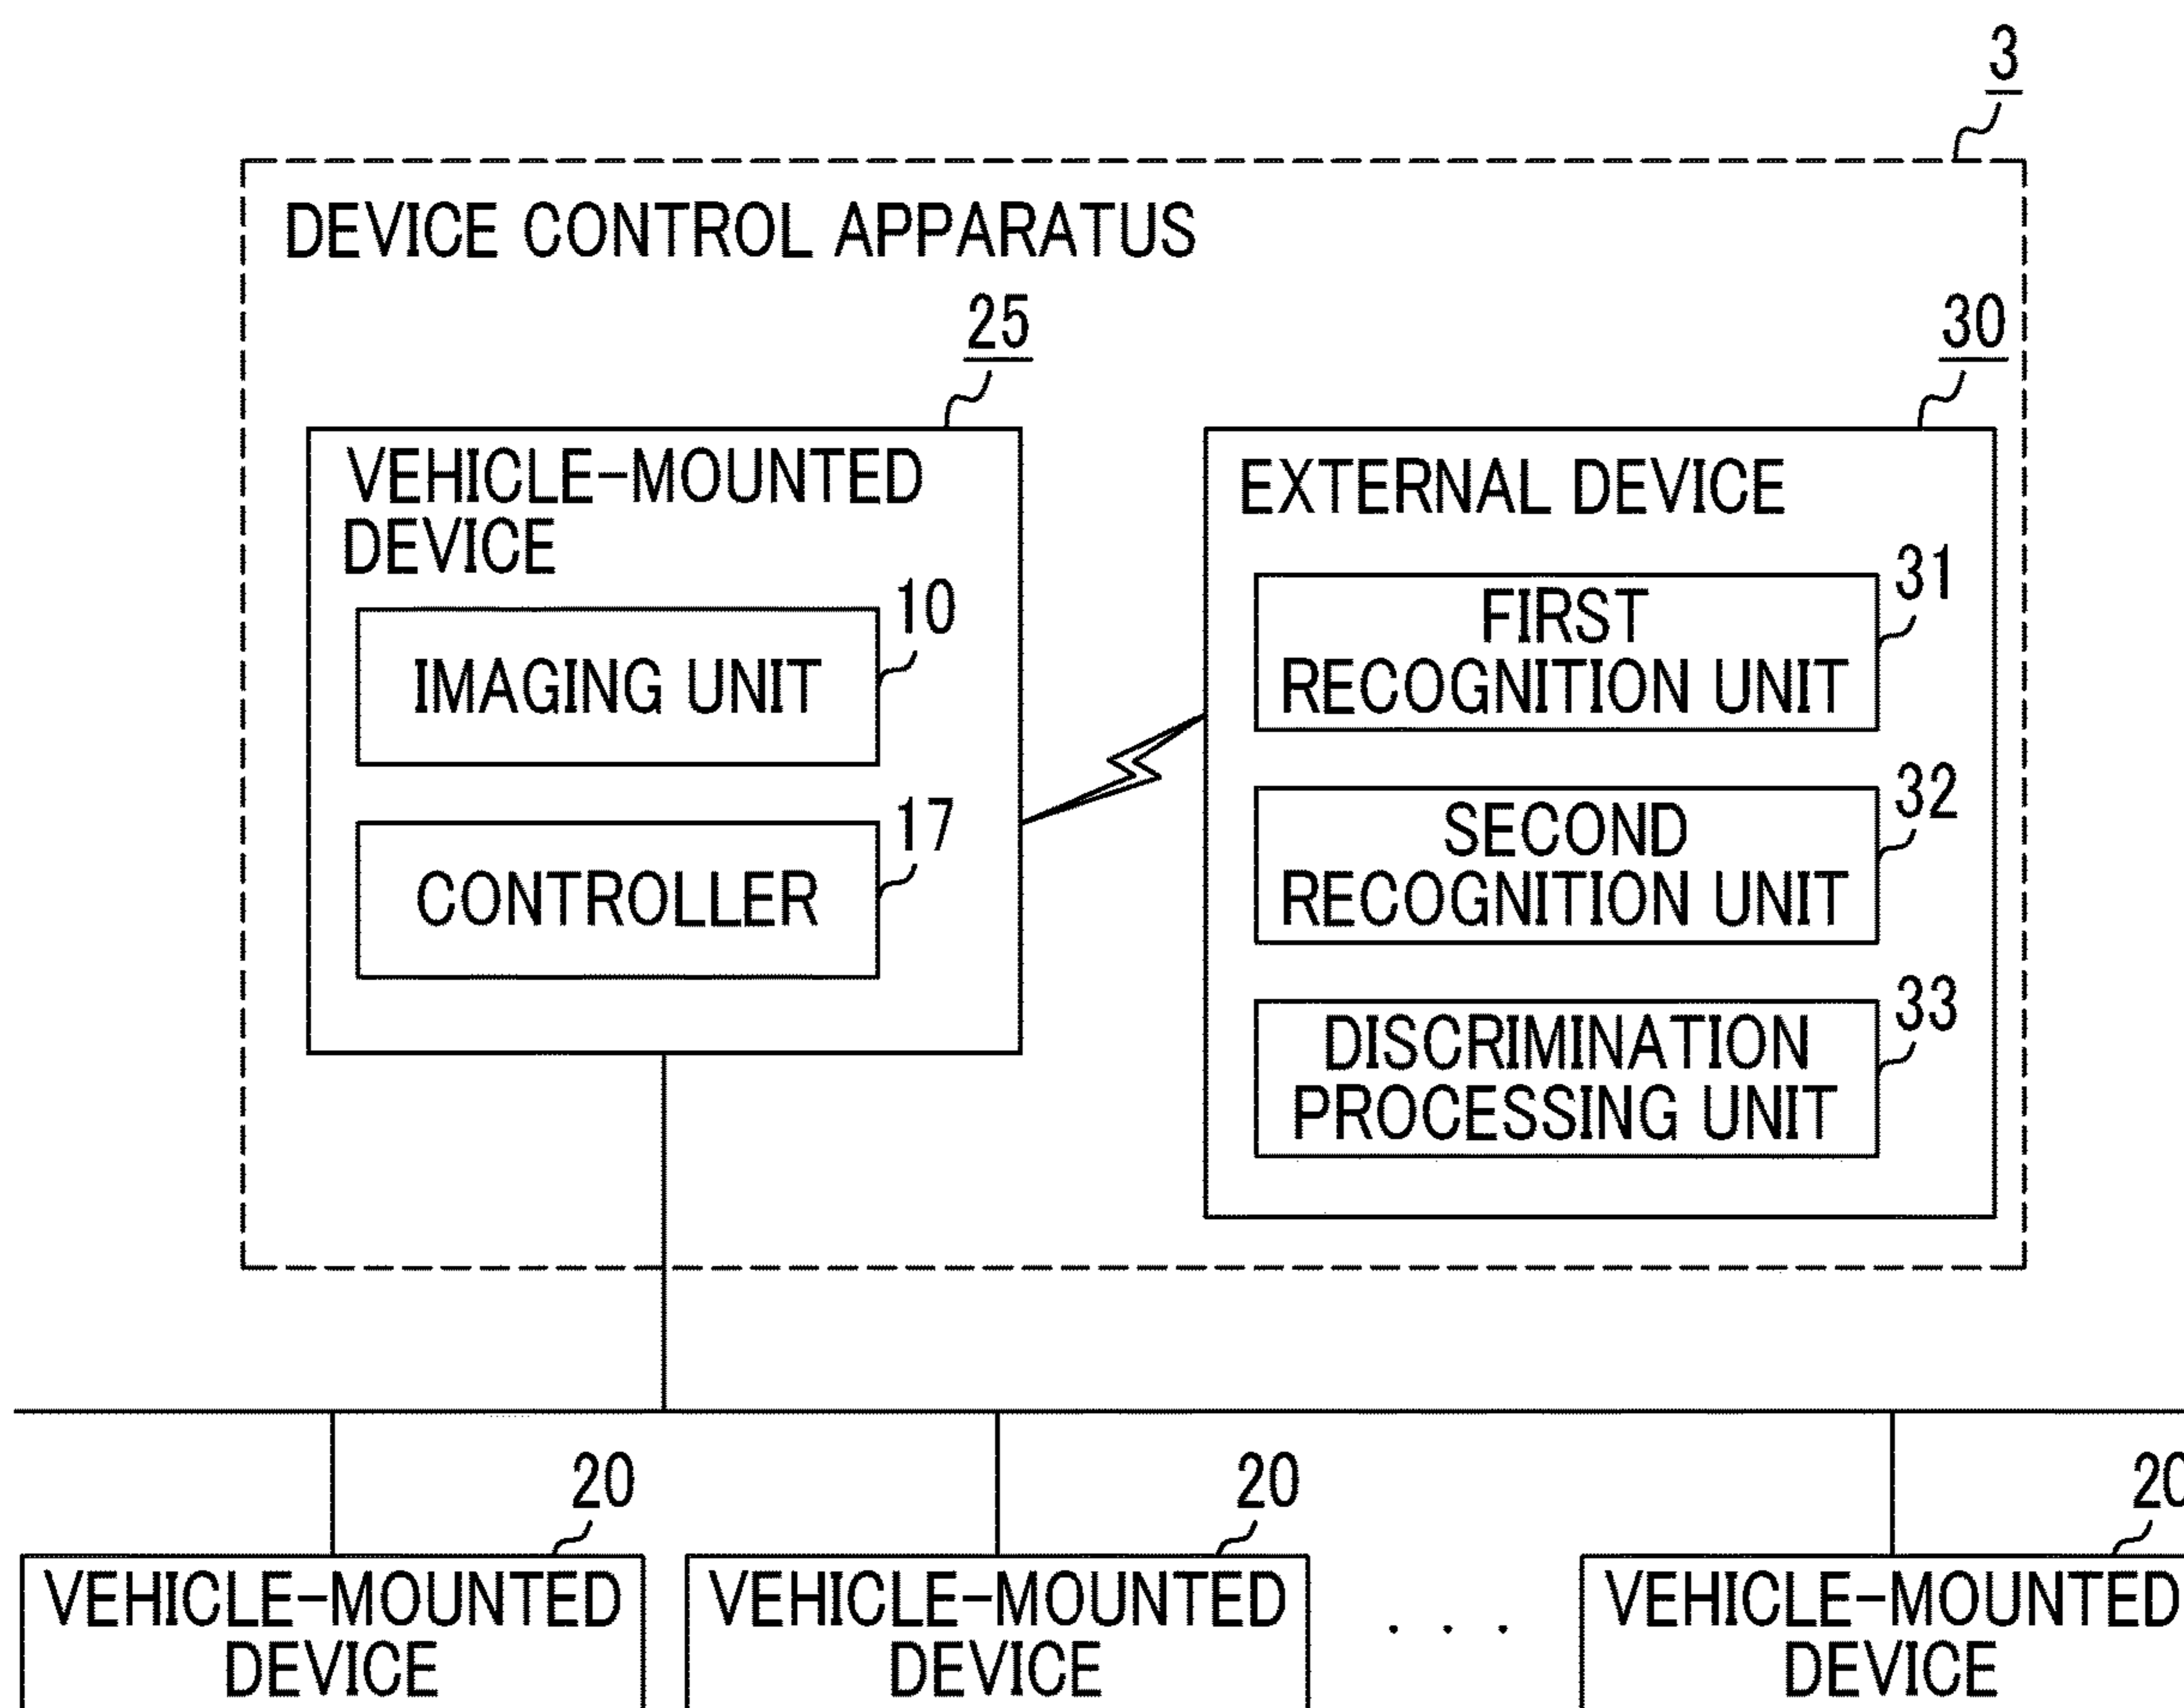 3
DEVICE CONTROL APPARATUS
25
30
VEHICLE-MOUNTED
DEVICE
EXTERNAL DEVICE
10
IMAGING UNIT
17
CONTROLLER
31
FIRST
RECOGNITION UNIT
32
SECOND
RECOGNITION UNIT
33
DISCRIMINATION
PROCESSING UNIT
20
20
20
VEHICLE-MOUNTED
DEVICE
VEHICLE-MOUNTED
DEVICE
. . .
VEHICLE-MOUNTED
DEVICE